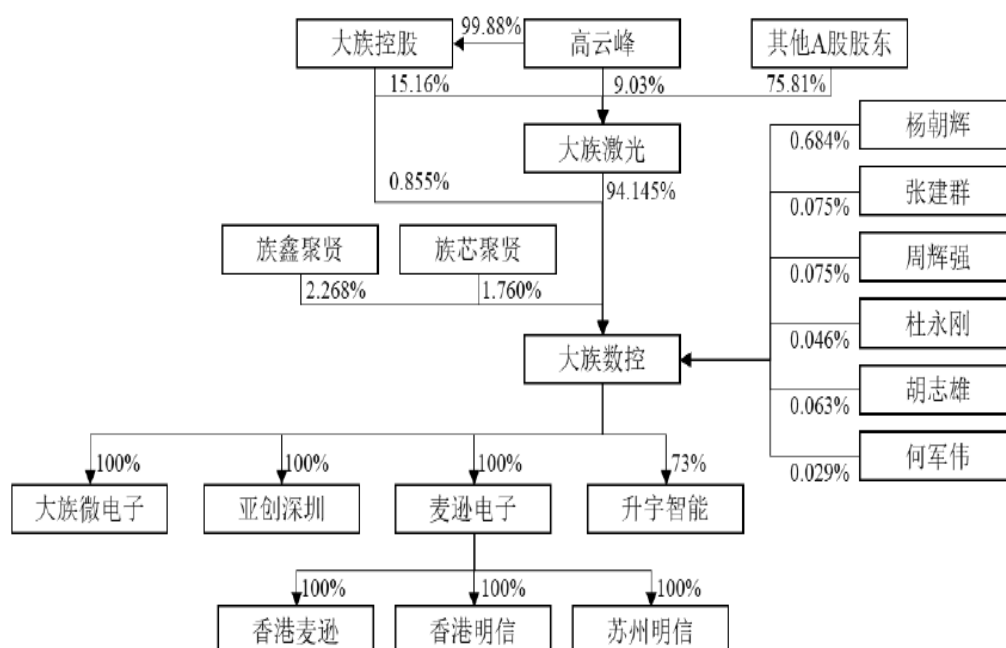 大族控股
99.88%
高云峰
其他A股股东
15.16%
9.03%
75.81%
杨朝辉
0.684%
大族激光
张建群
0.855%
94.145%
0.075%
族鑫聚贤
族芯聚贤
周辉强
2.268%
1.760%
0.075%
杜永刚
0.046%
大族数控
胡志雄
0.063%
何军伟
0.029%
100%
100%
100%
73%
大族微电子
亚创深圳
麦逊电子
升宇智能
100%
100%
100%
香港麦逊
香港明信
苏州明信